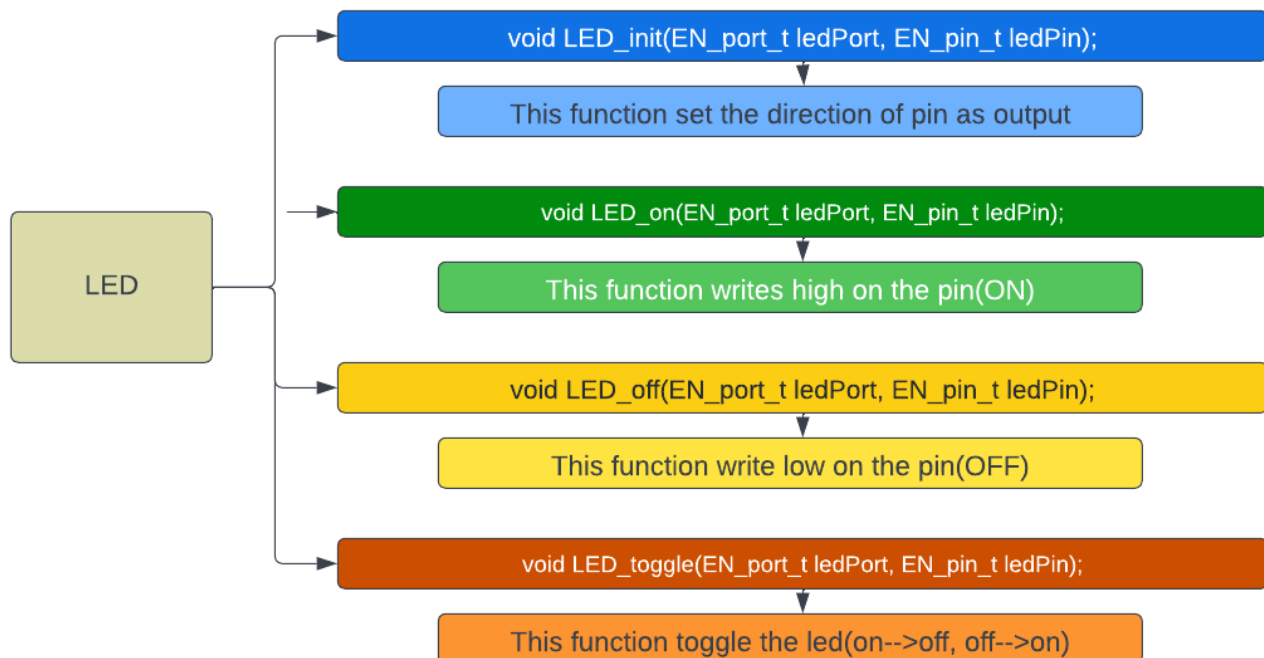 void LED_init(EN_port_t ledPort, EN_pin_t ledPin);
This function set the direction of pin as output
void LED_on(EN_port_t ledPort, EN_pin_t ledPin);
LED
This function writes high on the pin(ON)
void LED_off(EN_port_t ledPort, EN_pin_t ledPin);
This function write low on the pin(OFF)
void LED_toggle(EN_port_t ledPort, EN_pin_t ledPin);
This function toggle the led(on-->off, off-->on)